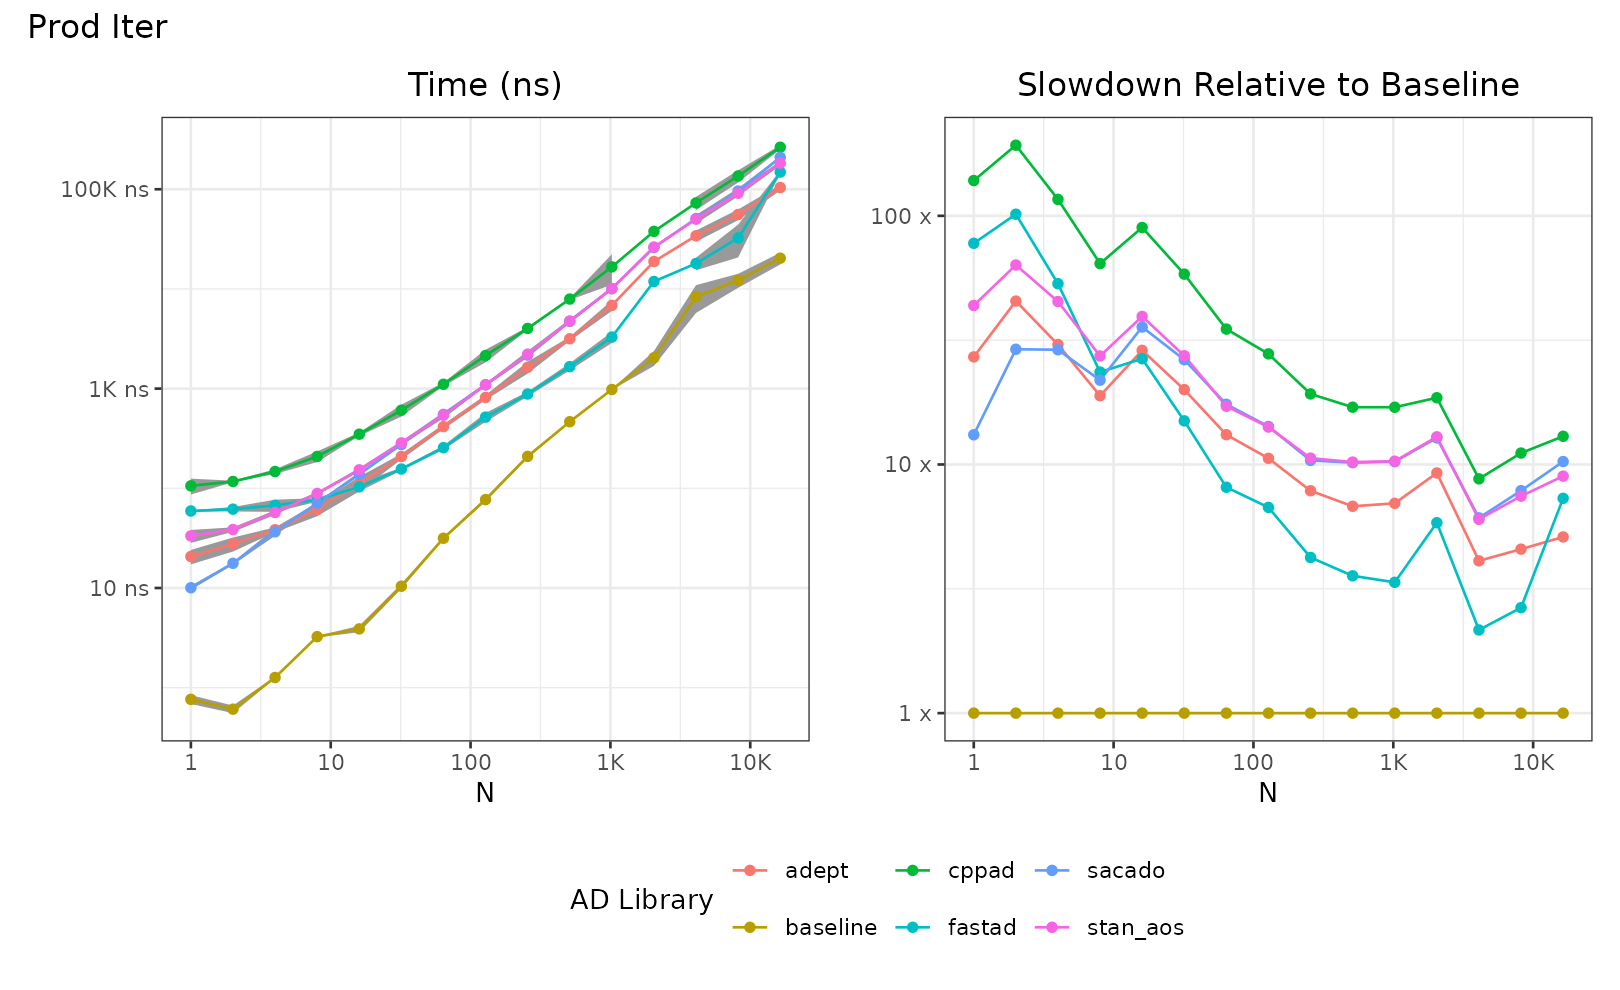 Prod Iter
Time (ns)
100K ns
1K ns
10 ns
1 10 100 1K 10K
N
Slowdown Relative to Baseline
100 x
10 x
1 x
1 10 100 1K 10K
N
AD Library
adept cppad sacado
baseline fastad stan_aos